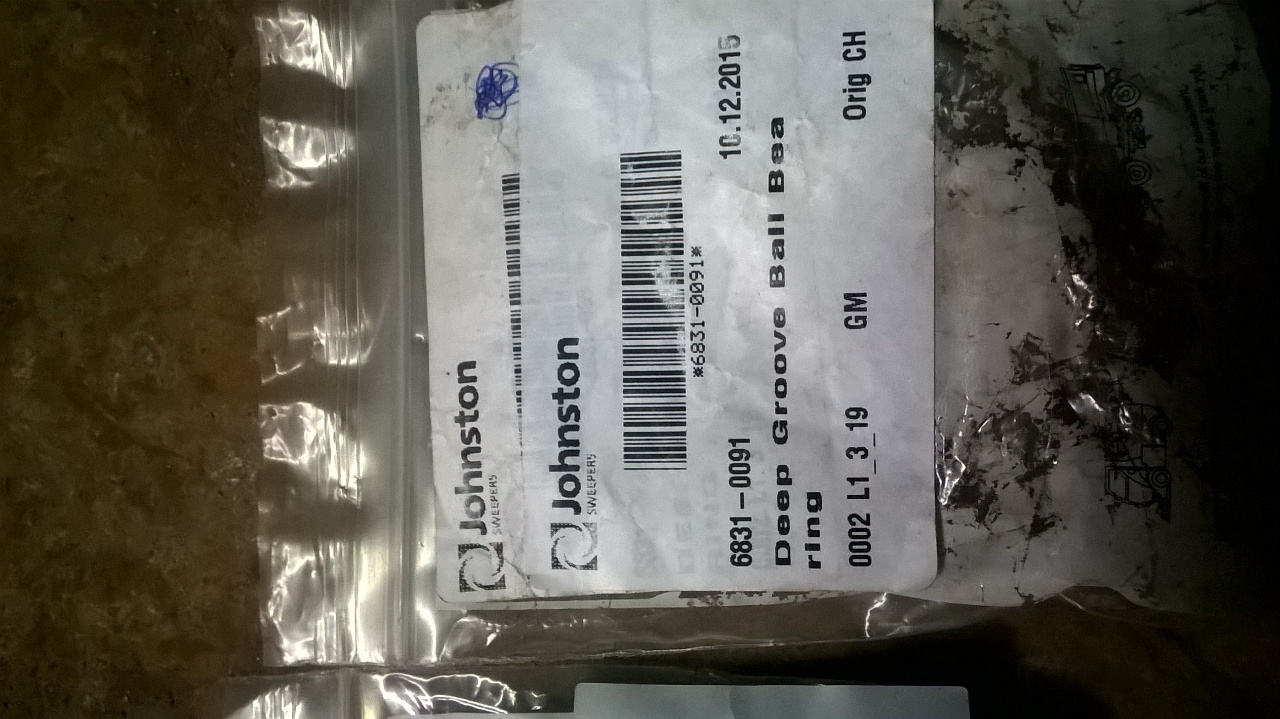 Johnston
SWEEPERS
Johnston
SWEEPERS
*6831-0091*
6831-0091 10.12.2015
Deep Groove Ball Bea
ring
0002 L1_3_19 GM Orig CH